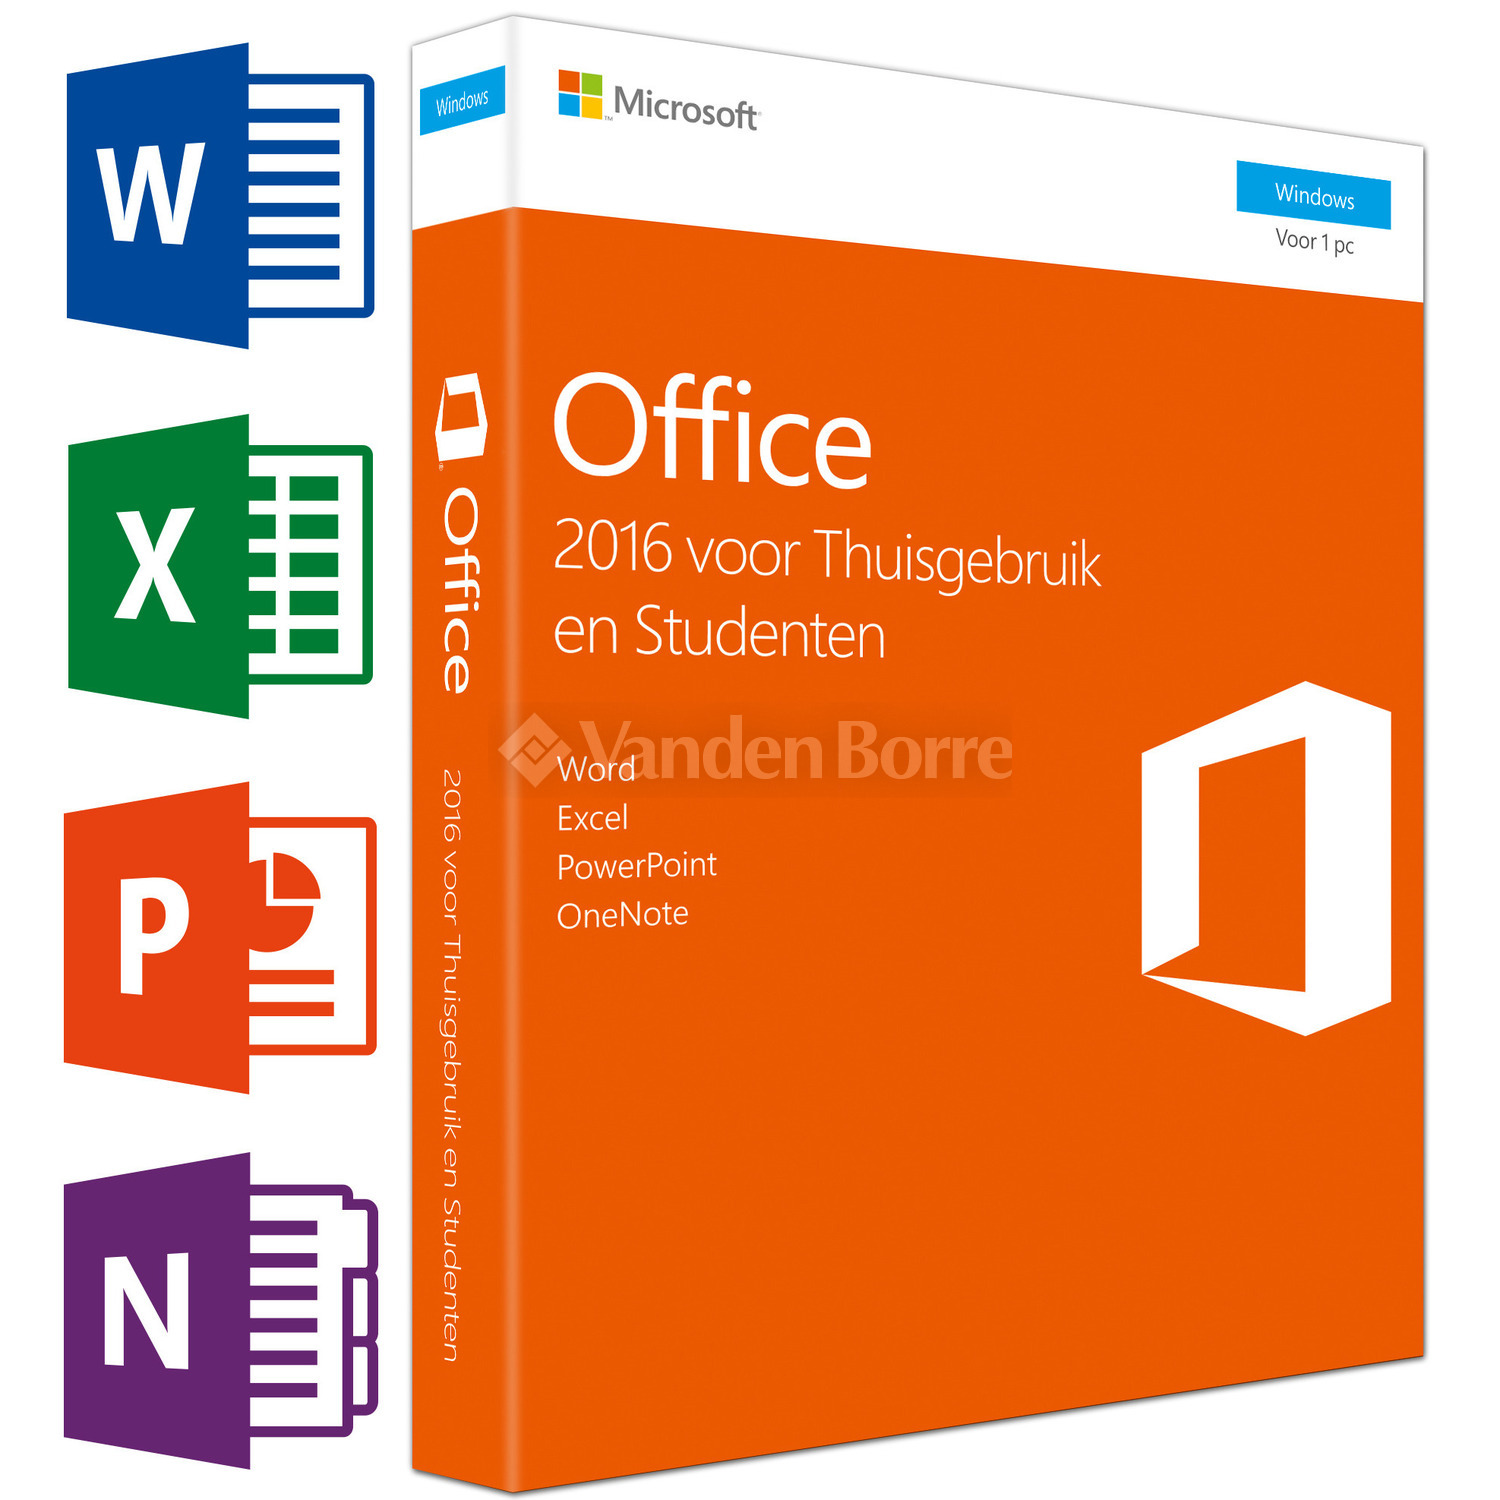 W
X
P
N
Windows
Office
2016 voor Thuisgebruik en Studenten
Microsoft
Windows
Voor 1 pc
Office
2016 voor Thuisgebruik
en Studenten
Vanden Borre
Word
Excel
PowerPoint
OneNote